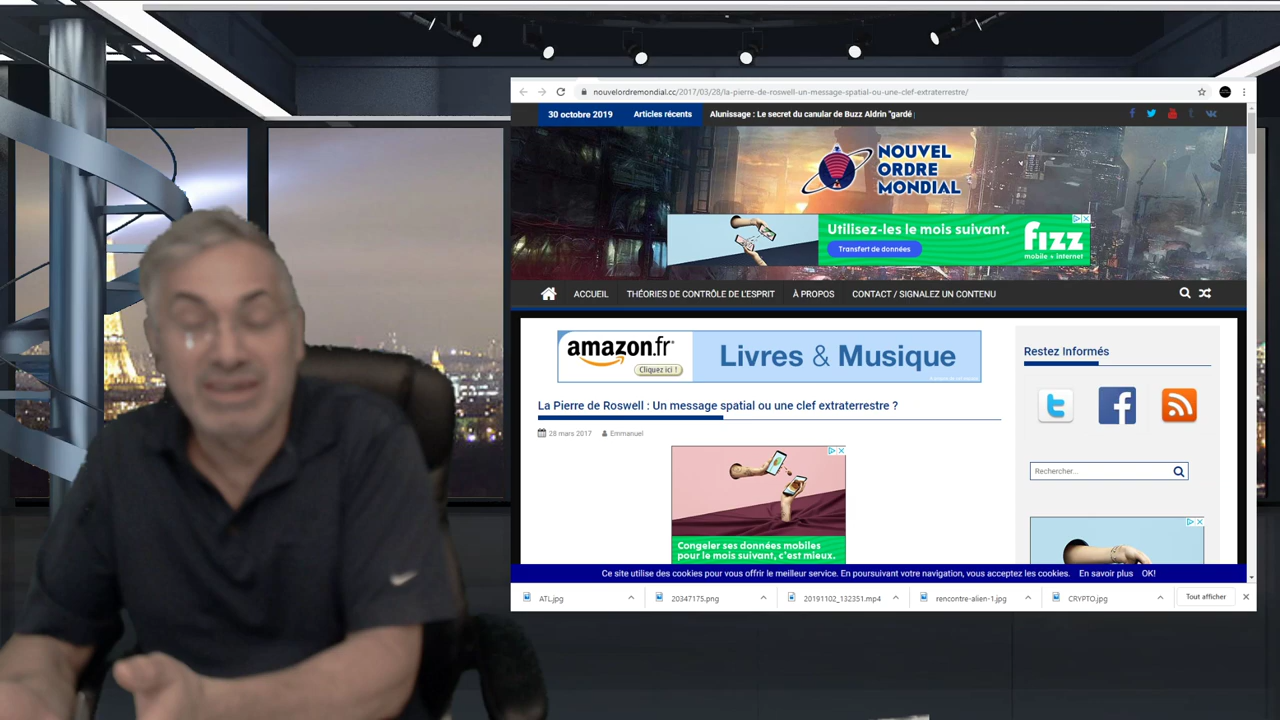 nouvelordremondial.cc/2017/03/28/la-pierre-de-roswell-un-message-spatial-ou-une-clef-extraterrestre/
30 octobre 2019
Articles récents
Alunissage : Le secret du canular de Buzz Aldrin "gardé
NOUVEL
ORDRE
MONDIAL
Utilisez-les le mois suivant.
Transfert de données
fizz
mobile + internet
ACCUEIL
THÉORIES DE CONTRÔLE DE L'ESPRIT
À PROPOS
CONTACT / SIGNALEZ UN CONTENU
amazon.fr
Cliquez ici !
Livres & Musique
Restez Informés
La Pierre de Roswell : Un message spatial ou une clef extraterrestre ?
28 mars 2017
Emmanuel
Rechercher...
Congeler ses données mobiles
pour le mois suivant, c'est mieux.
Ce site utilise des cookies pour vous offrir le meilleur service. En poursuivant votre navigation, vous acceptez les cookies.
En savoir plus
OK!
ATL.jpg
20347175.png
20191102_132351.mp4
rencontre-alien-1.jpg
CRYPTO.jpg
Tout afficher